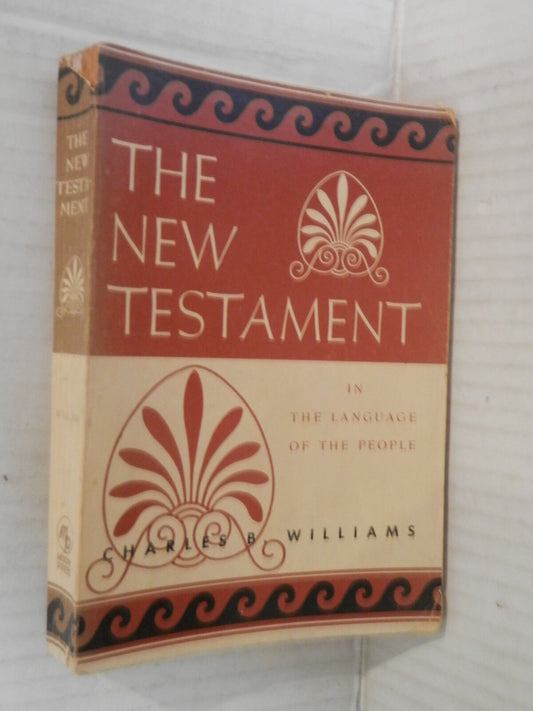 THE
NEW
TESTAMENT
IN
THE LANGUAGE
OF THE PEOPLE
CHARLES B. WILLIAMS
THE
NEW
TESTA
MENT